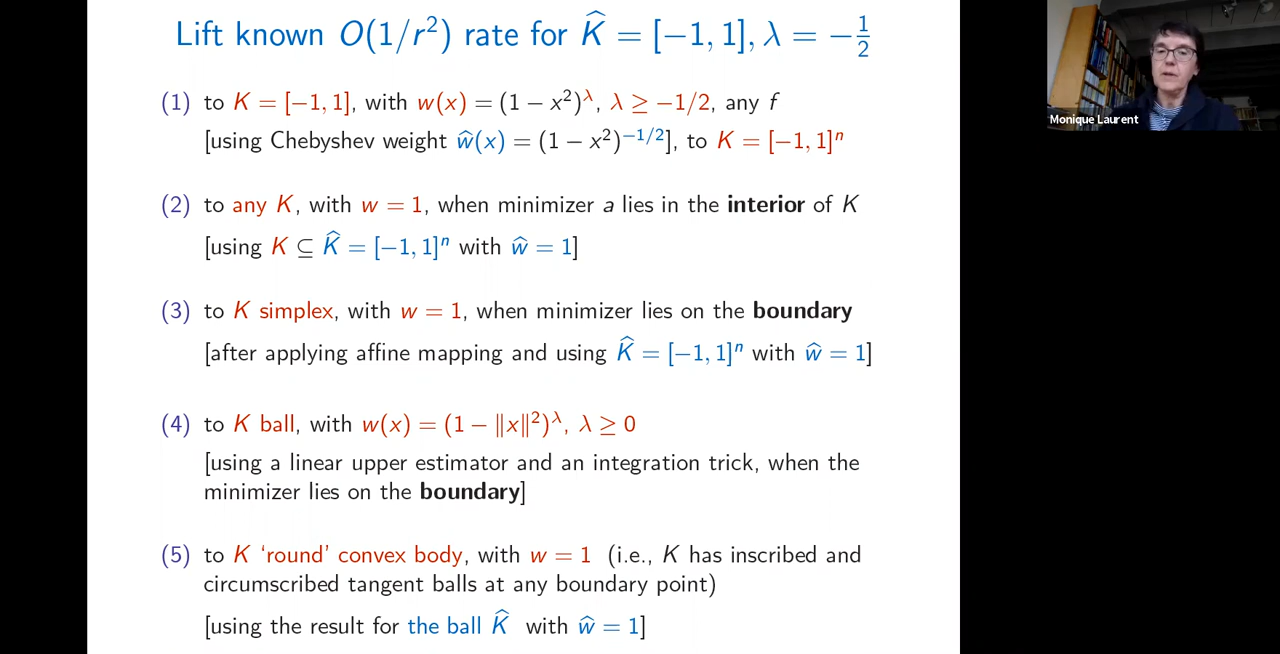 Lift known O(1/r²) rate for K̂ = [−1, 1], λ = −½
(1) to K = [−1, 1], with w(x) = (1 − x²)^λ, λ ≥ −1/2, any f
[using Chebyshev weight ŵ(x) = (1 − x²)^−1/2], to K = [−1, 1]ⁿ
(2) to any K, with w = 1, when minimizer a lies in the interior of K
[using K ⊆ K̂ = [−1, 1]ⁿ with ŵ = 1]
(3) to K simplex, with w = 1, when minimizer lies on the boundary
[after applying affine mapping and using K̂ = [−1, 1]ⁿ with ŵ = 1]
(4) to K ball, with w(x) = (1 − ‖x‖²)^λ, λ ≥ 0
[using a linear upper estimator and an integration trick, when the
minimizer lies on the boundary]
(5) to K ‘round’ convex body, with w = 1 (i.e., K has inscribed and
circumscribed tangent balls at any boundary point)
[using the result for the ball K̂ with ŵ = 1]
Monique Laurent